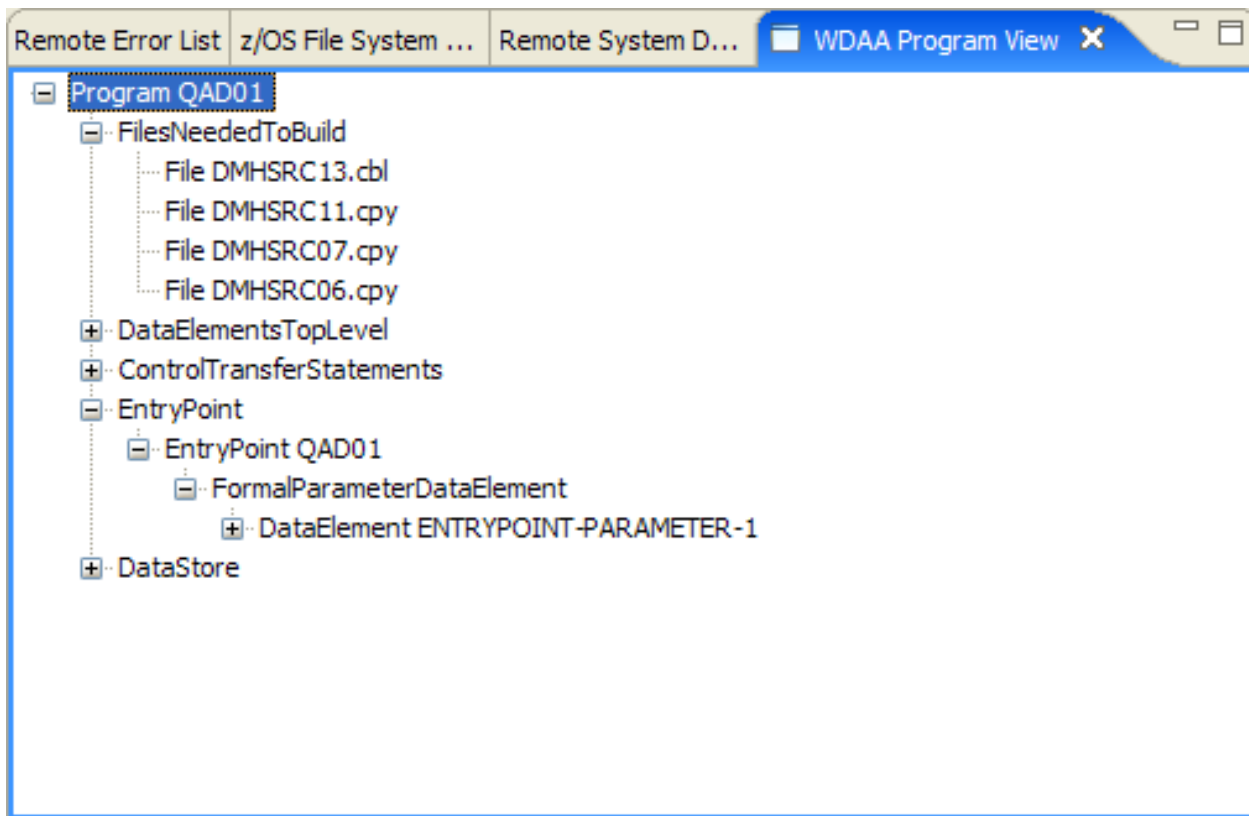 Remote Error List z/OS File System ... Remote System D... WDAA Program View
Program QAD01
FilesNeededToBuild
File DMHSRC13.cbl
File DMHSRC11.cpy
File DMHSRC07.cpy
File DMHSRC06.cpy
DataElementsTopLevel
ControlTransferStatements
EntryPoint
EntryPoint QAD01
FormalParameterDataElement
DataElement ENTRYPOINT-PARAMETER-1
DataStore